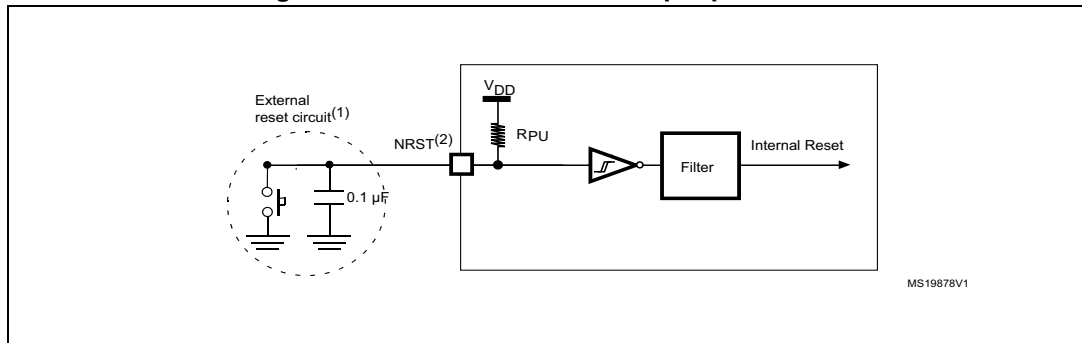 External
reset circuit(1)
VDD
NRST(2)
RPU
Filter
Internal Reset
0.1 µF
MS19878V1